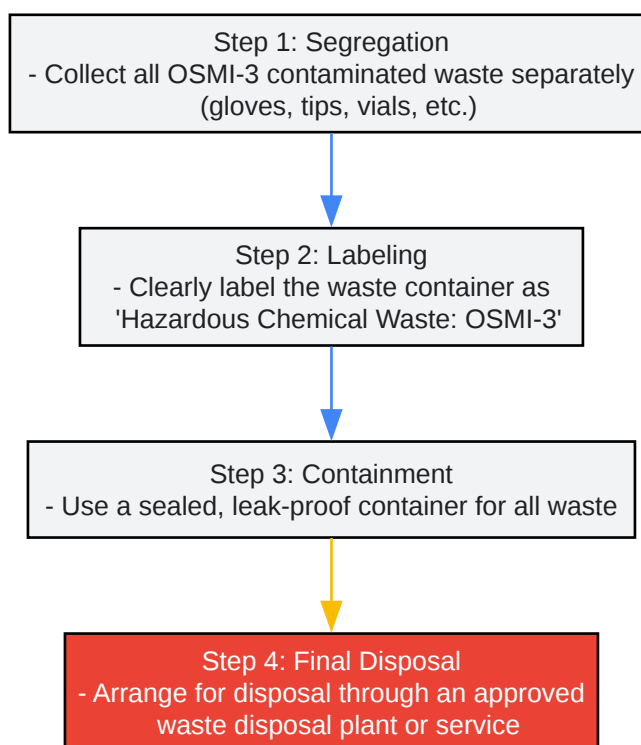 Step 1: Segregation
- Collect all OSMI-3 contaminated waste separately
(gloves, tips, vials, etc.)
Step 2: Labeling
- Clearly label the waste container as
'Hazardous Chemical Waste: OSMI-3'
Step 3: Containment
- Use a sealed, leak-proof container for all waste
Step 4: Final Disposal
- Arrange for disposal through an approved
waste disposal plant or service